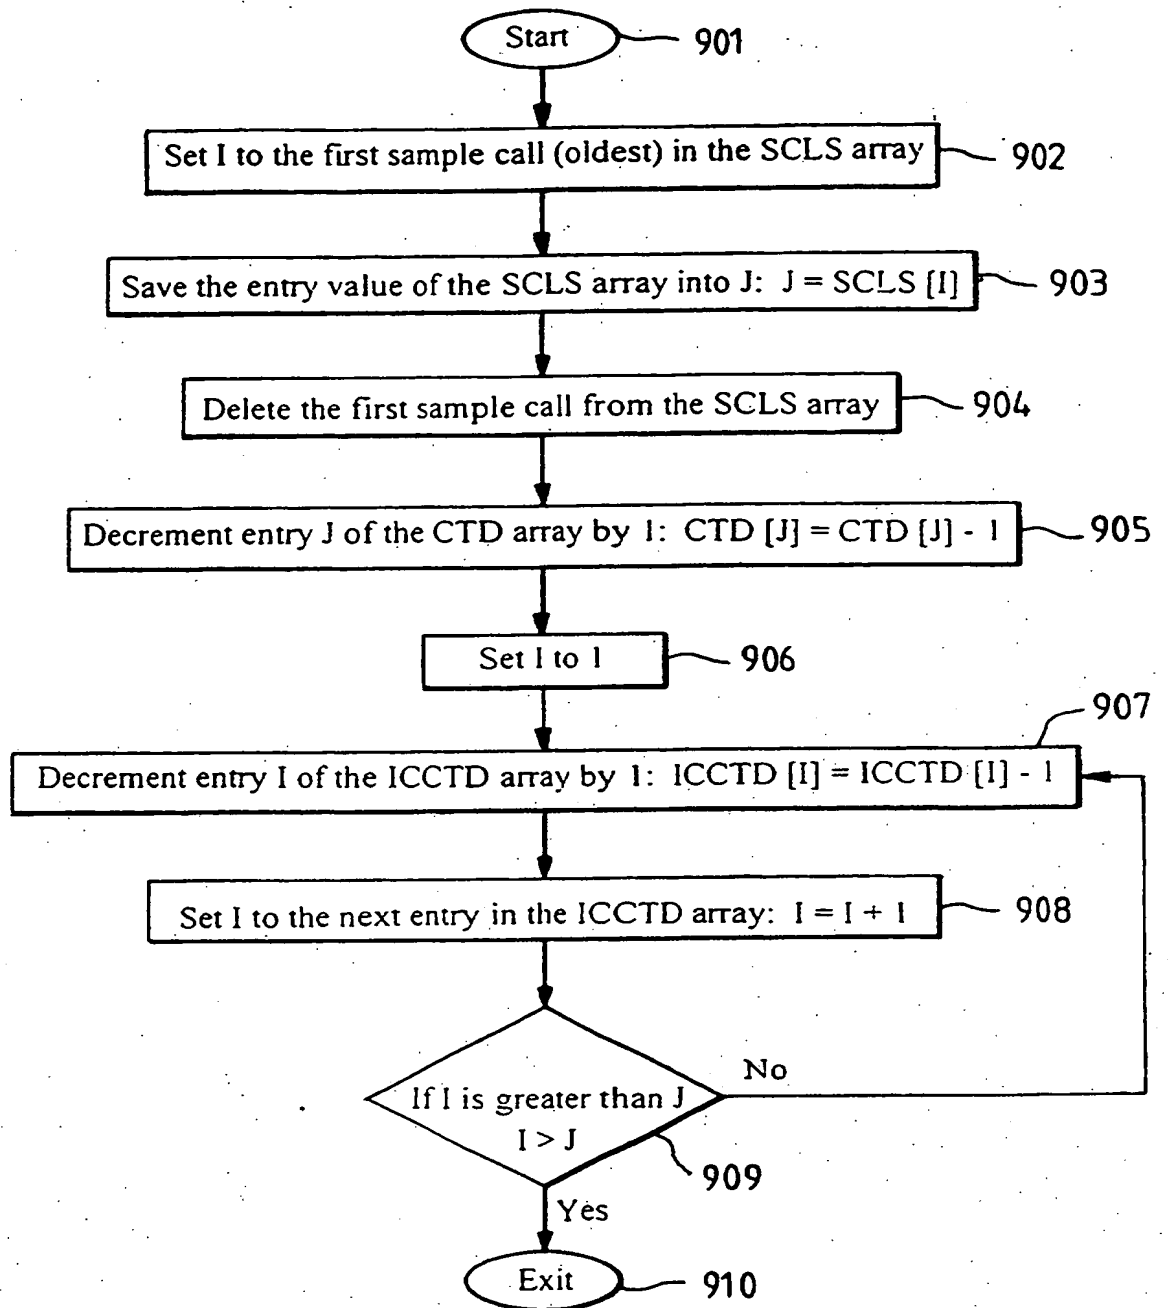 Start
901
Set I to the first sample call (oldest) in the SCLS array
902
Save the entry value of the SCLS array into J: J = SCLS [I]
903
Delete the first sample call from the SCLS array
904
Decrement entry J of the CTD array by 1: CTD [J] = CTD [J] - 1
905
Set I to 1
906
907
Decrement entry I of the ICCTD array by 1: ICCTD [I] = ICCTD [I] - 1
Set I to the next entry in the ICCTD array: I = I + 1
908
No
If I is greater than J
I > J
909
Yes
Exit
910